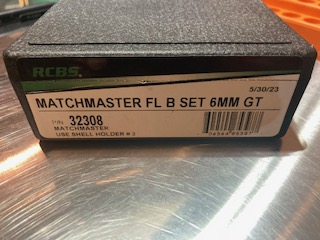 RCBS.
5/30/23
MATCHMASTER FL B SET 6MM GT
P/N 32308
MATCHMASTER
USE SHELL HOLDER # 3